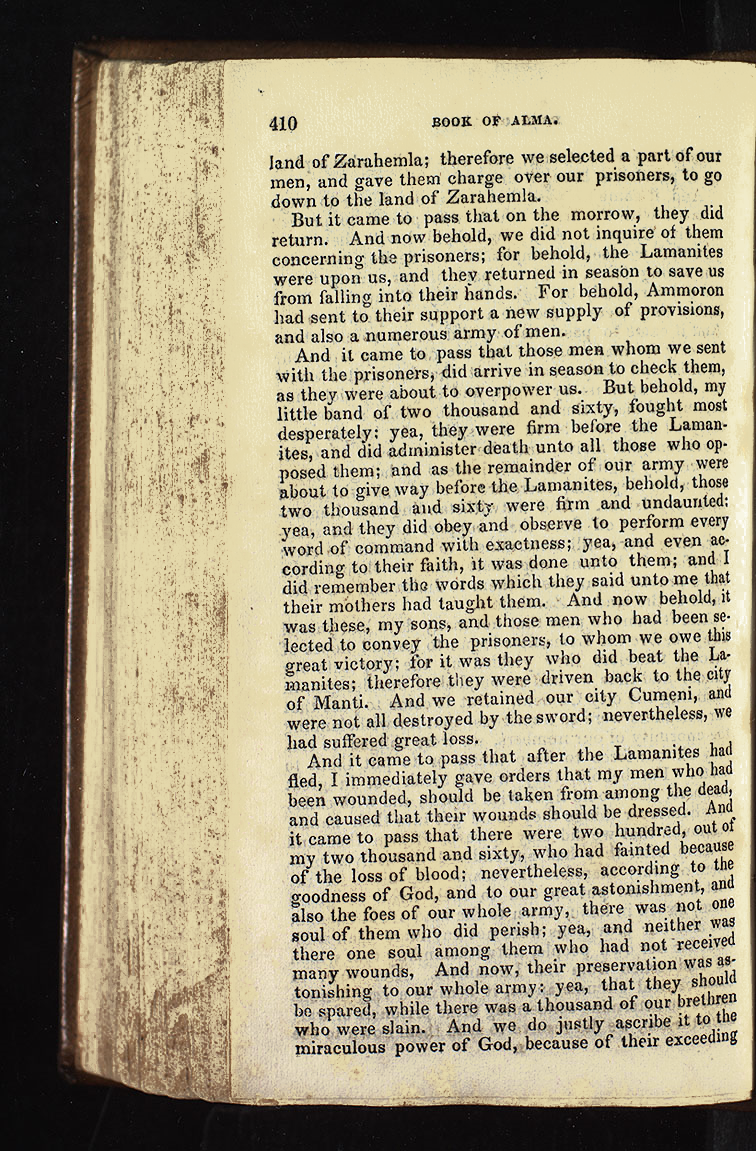 410 BOOK OF ALMA.
land of Zarahemla; therefore we selected a part of our
men, and gave them charge over our prisoners, to go
down to the land of Zarahemla.
But it came to pass that on the morrow, they did
return. And now behold, we did not inquire of them
concerning the prisoners; for behold, the Lamanites
were upon us, and they returned in season to save us
from falling into their hands. For behold, Ammoron
had sent to their support a new supply of provisions,
and also a numerous army of men.
And it came to pass that those men whom we sent
with the prisoners, did arrive in season to check them,
as they were about to overpower us. But behold, my
little band of two thousand and sixty, fought most
desperately: yea, they were firm before the Laman-
ites, and did administer death unto all those who op-
posed them; and as the remainder of our army were
about to give way before the Lamanites, behold, those
two thousand and sixty were firm and undaunted:
yea, and they did obey and observe to perform every
word of command with exactness; yea, and even ac-
cording to their faith, it was done unto them; and I
did remember the words which they said unto me that
their mothers had taught them. And now behold, it
was these, my sons, and those men who had been se-
lected to convey the prisoners, to whom we owe this
great victory; for it was they who did beat the La-
manites; therefore they were driven back to the city
of Manti. And we retained our city Cumeni, and
were not all destroyed by the sword; nevertheless, we
had suffered great loss.
And it came to pass that after the Lamanites had
fled, I immediately gave orders that my men who had
been wounded, should be taken from among the dead,
and caused that their wounds should be dressed. And
it came to pass that there were two hundred, out of
my two thousand and sixty, who had fainted because
of the loss of blood; nevertheless, according to the
goodness of God, and to our great astonishment, and
also the foes of our whole army, there was not one
soul of them who did perish; yea, and neither was
there one soul among them who had not received
many wounds, And now, their preservation was as-
tonishing to our whole army: yea, that they should
be spared, while there was a thousand of our brethren
who were slain. And we do justly ascribe it to the
miraculous power of God, because of their exceeding